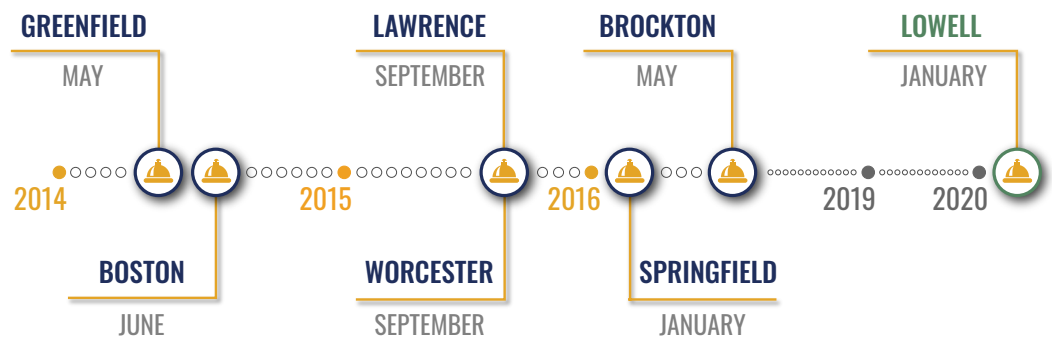 GREENFIELD
MAY
LAWRENCE
SEPTEMBER
BROCKTON
MAY
LOWELL
JANUARY
2014
2015
2016
2019
2020
BOSTON
JUNE
WORCESTER
SEPTEMBER
SPRINGFIELD
JANUARY